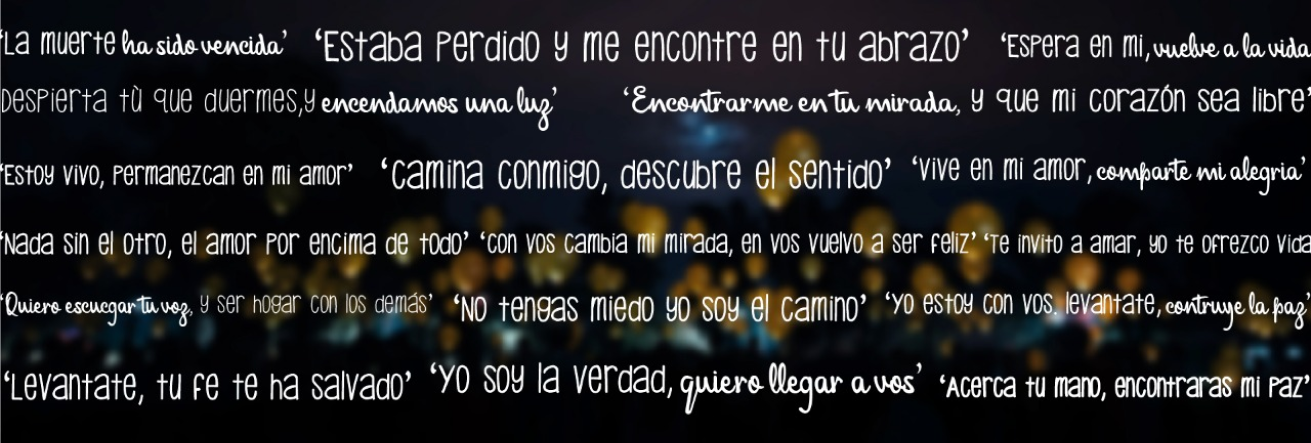 ‘La muerte ha sido vencida’ ‘Estaba perdido y me encontre en tu abrazo’ ‘Espera en mi, vuelve a la vida
Despierta tù que duermes,y encendamos una luz’ ‘Encontrarme en tu mirada, y que mi corazón sea libre’
‘Estoy vivo, permanezcan en mi amor’ ‘Camina conmigo, descubre el sentido’ ‘Vive en mi amor, comparte mi alegria’
‘Nada sin el otro, el amor por encima de todo’ ‘con vos cambia mi mirada, en vos vuelvo a ser feliz’ ‘Te invito a amar, yo te ofrezco vida
‘Quiero escucgar tu voz, y ser hogar con los demás’ ‘No tengas miedo yo soy el camino’ ‘Yo estoy con vos. levantate, contruye la paz’
‘Levantate, tu fe te ha salvado’ ‘Yo soy la verdad, quiero llegar a vos’ ‘Acerca tu mano, encontraras mi paz’